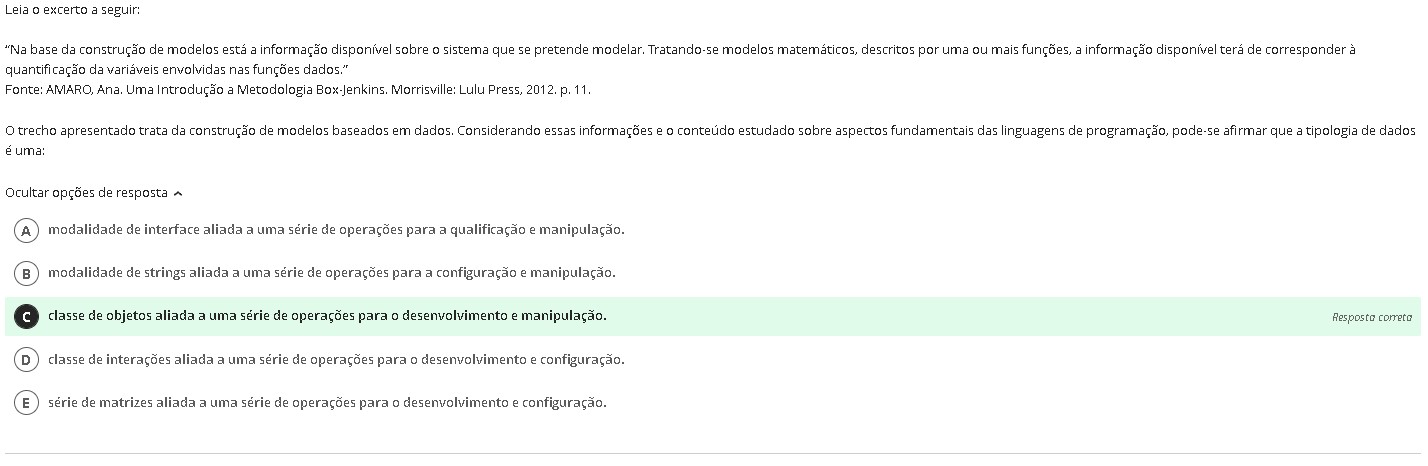 Leia o excerto a seguir:
“Na base da construção de modelos está a informação disponível sobre o sistema que se pretende modelar. Tratando-se modelos matemáticos, descritos por uma ou mais funções, a informação disponível terá de corresponder à
quantificação da variáveis envolvidas nas funções dados.”
Fonte: AMARO, Ana. Uma Introdução a Metodologia Box-Jenkins. Morrisville: Lulu Press, 2012. p. 11.
O trecho apresentado trata da construção de modelos baseados em dados. Considerando essas informações e o conteúdo estudado sobre aspectos fundamentais das linguagens de programação, pode-se afirmar que a tipologia de dados
é uma:
Ocultar opções de resposta
A modalidade de interface aliada a uma série de operações para a qualificação e manipulação.
B modalidade de strings aliada a uma série de operações para a configuração e manipulação.
C classe de objetos aliada a uma série de operações para o desenvolvimento e manipulação. Resposta correta
D classe de interações aliada a uma série de operações para o desenvolvimento e configuração.
E série de matrizes aliada a uma série de operações para o desenvolvimento e configuração.